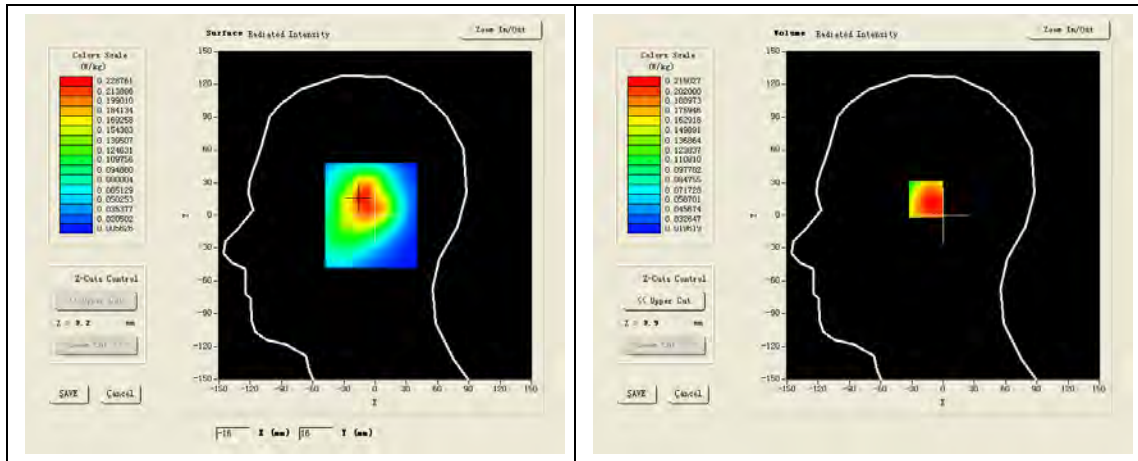 Surface Radiated Intensity
Zoom In/Out
Colors Scale
(W/kg)
0.228761
0.213886
0.199010
0.184134
0.169258
0.154383
0.139507
0.124631
0.109756
0.094880
0.080004
0.065129
0.050253
0.035377
0.020502
0.005626
150
120
90
60
30
0
-30
-60
-90
-120
-150
-150 -120 -90 -60 -30 0 30 60 90 120 150
Z-Cuts Control
<< Upper Cut
mm
SAVE
Cancel
-16 X (mm) 16 Y (mm)
Volume Radiated Intensity
Zoom In/Out
Colors Scale
(W/kg)
0.215027
0.202000
0.188973
0.175946
0.162918
0.149891
0.136864
0.123837
0.110810
0.097782
0.084755
0.071728
0.058701
0.045674
0.032647
0.019619
150
120
90
60
30
0
-30
-60
-90
-120
-150
-150 -120 -90 -60 -30 0 30 60 90 120 150
Z-Cuts Control
<< Upper Cut
mm
SAVE
Cancel